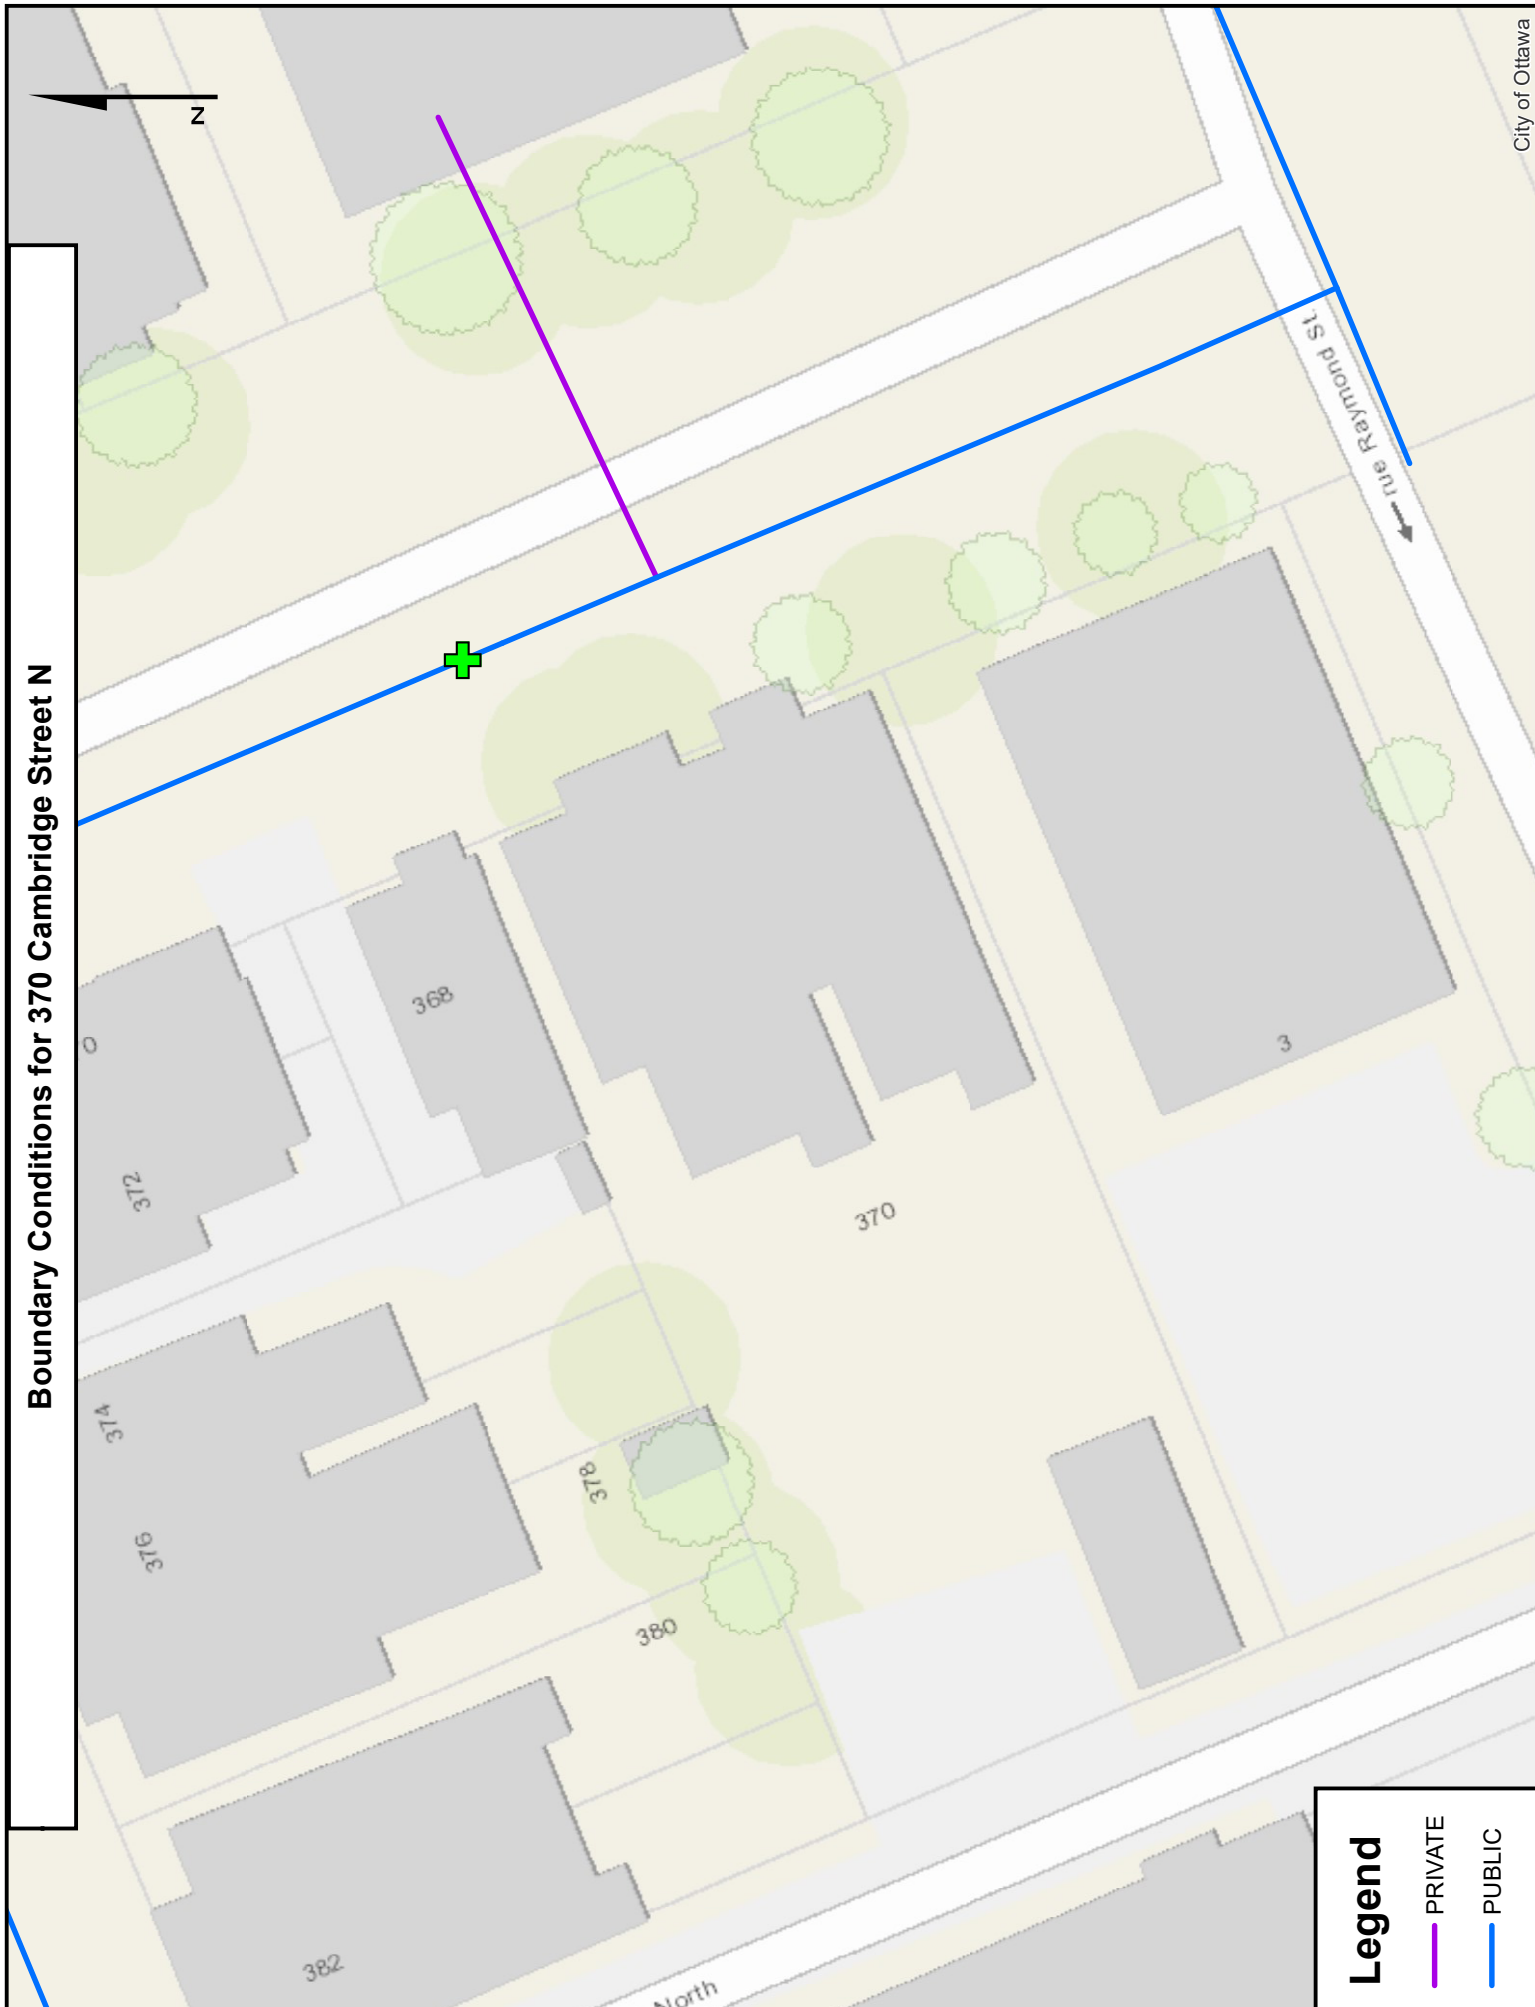 Boundary Conditions for 370 Cambridge Street N
N
0
372
368
374
376
378
380
382
370
3
rue Raymond St.
North
Legend
PRIVATE
PUBLIC
City of Ottawa